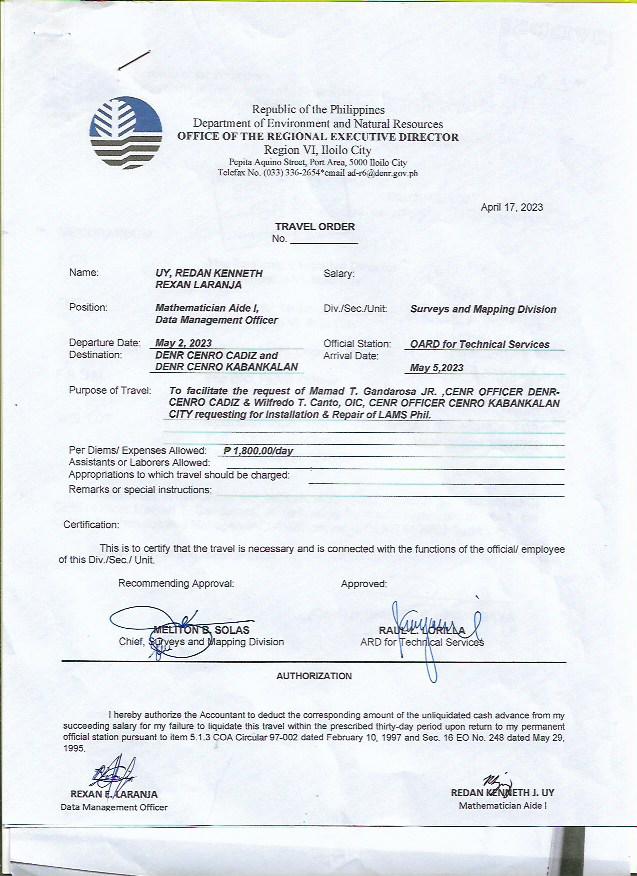 Republic of the Philippines
Department of Environment and Natural Resources
OFFICE OF THE REGIONAL EXECUTIVE DIRECTOR
Region VI, Iloilo City
Pepita Aquino Street, Port Area, 5000 Iloilo City
Telefax No. (033) 336-2654*email ad-r6@denr.gov.ph
April 17, 2023
TRAVEL ORDER
No. ___________
Name: UY, REDAN KENNETH Salary:
REXAN LARANJA
Position: Mathematician Aide I, Div./Sec./Unit: Surveys and Mapping Division
Data Management Officer
Departure Date: May 2, 2023 Official Station: OARD for Technical Services
Destination: DENR CENRO CADIZ and Arrival Date:
DENR CENRO KABANKALAN May 5,2023
Purpose of Travel: To facilitate the request of Mamad T. Gandarosa JR. ,CENR OFFICER DENR-
CENRO CADIZ & Wilfredo T. Canto, OIC, CENR OFFICER CENRO KABANKALAN
CITY requesting for Installation & Repair of LAMS Phil.
Per Diems/ Expenses Allowed: ₱ 1,800.00/day
Assistants or Laborers Allowed:
Appropriations to which travel should be charged:
Remarks or special instructions:
Certification:
This is to certify that the travel is necessary and is connected with the functions of the official/ employee
of this Div./Sec./ Unit.
Recommending Approval: Approved:
MELITON B. SOLAS RAUL L. LORILLA
Chief, Surveys and Mapping Division ARD for Technical Services
AUTHORIZATION
I hereby authorize the Accountant to deduct the corresponding amount of the unliquidated cash advance from my
succeeding salary for my failure to liquidate this travel within the prescribed thirty-day period upon return to my permanent
official station pursuant to item 5.1.3 COA Circular 97-002 dated February 10, 1997 and Sec. 16 EO No. 248 dated May 29,
1995.
REXAN E. LARANJA REDAN KENNETH J. UY
Data Management Officer Mathematician Aide I